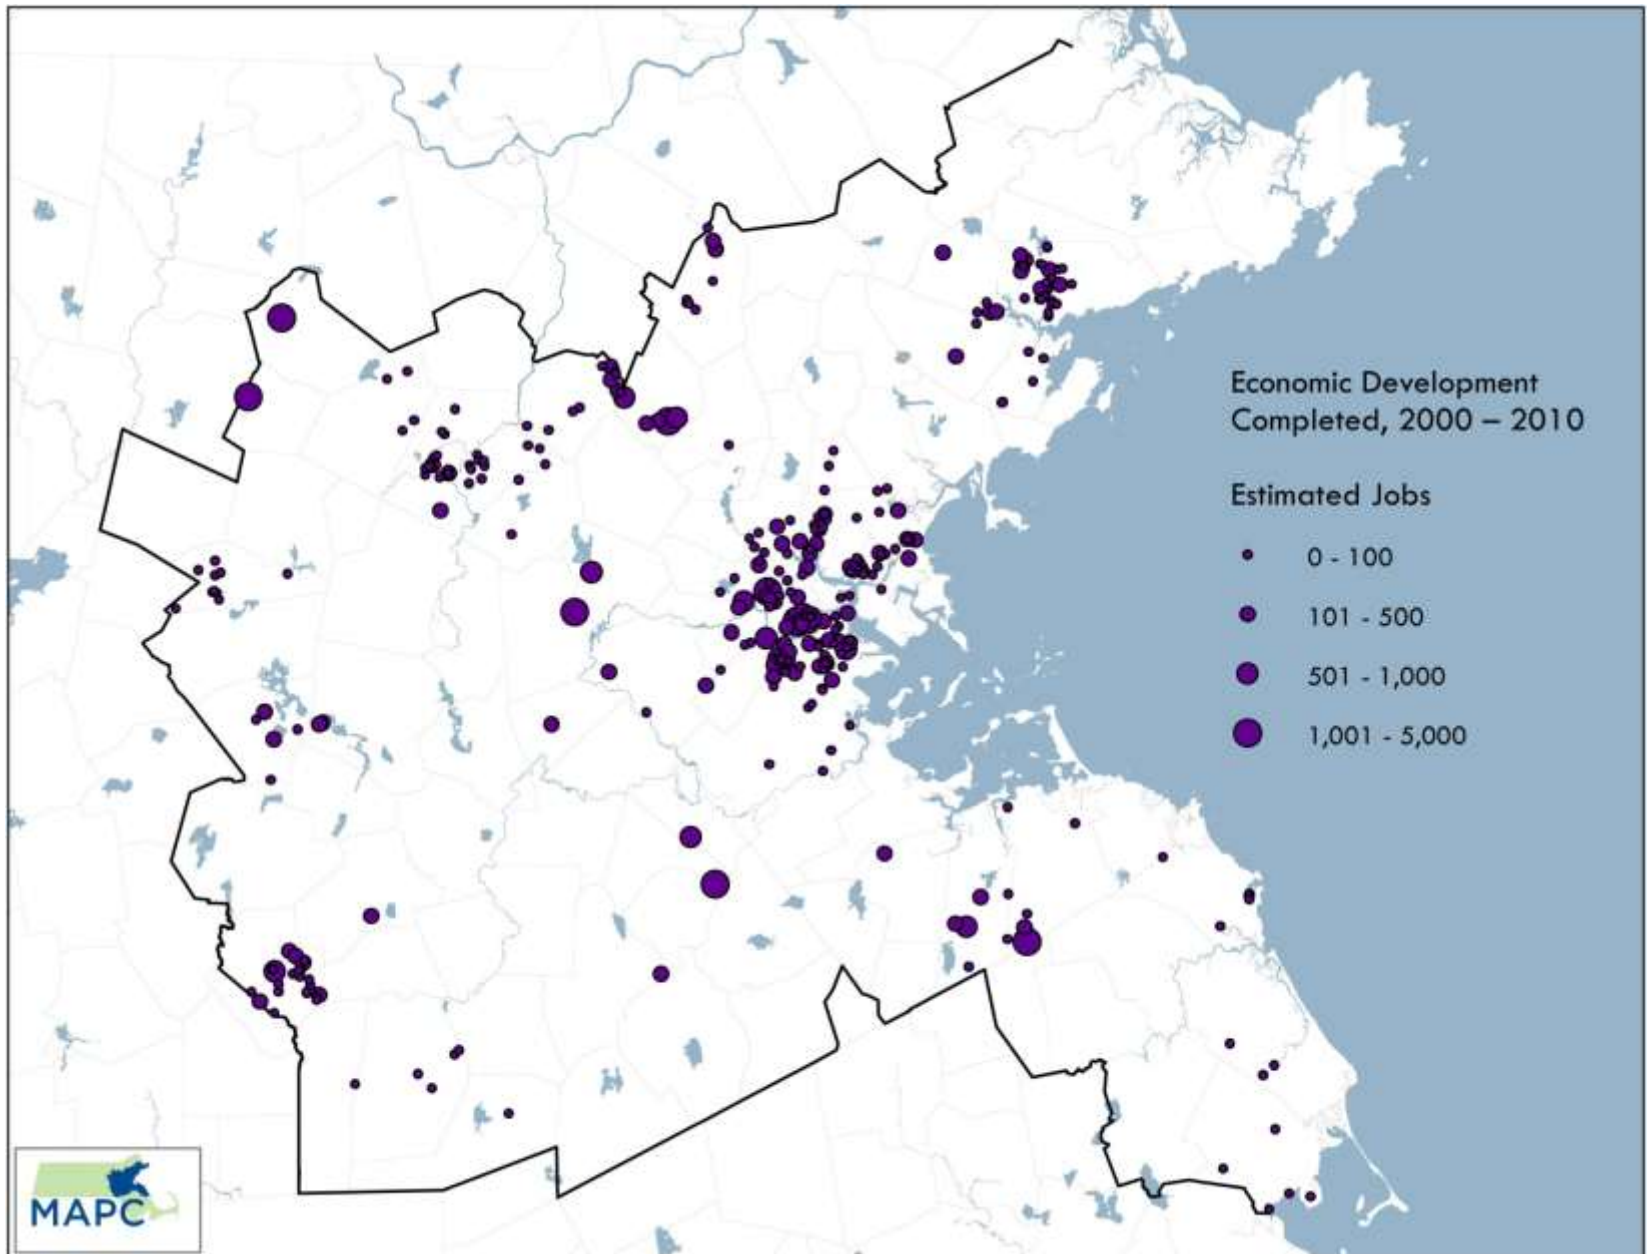 Economic Development
Completed, 2000 – 2010
Estimated Jobs
0 - 100
101 - 500
501 - 1,000
1,001 - 5,000
MAPC